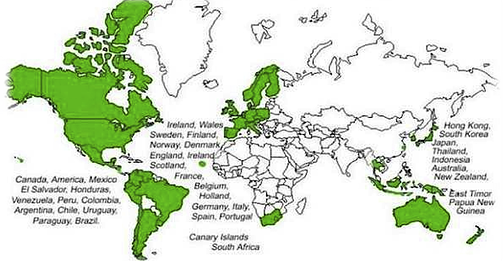 Canada, America, Mexico
El Salvador, Honduras,
Venezuela, Peru, Colombia,
Argentina, Chile, Uruguay,
Paraguay, Brazil.
Ireland, Wales
Sweden, Finland,
Norway, Denmark
England, Ireland
Scotland,
France,
Belgium,
Holland,
Germany, Italy,
Spain, Portugal
Canary Islands
South Africa
Hong Kong,
South Korea
Japan,
Thailand,
Indonesia
Australia,
New Zealand,
East Timor
Papua New
Guinea